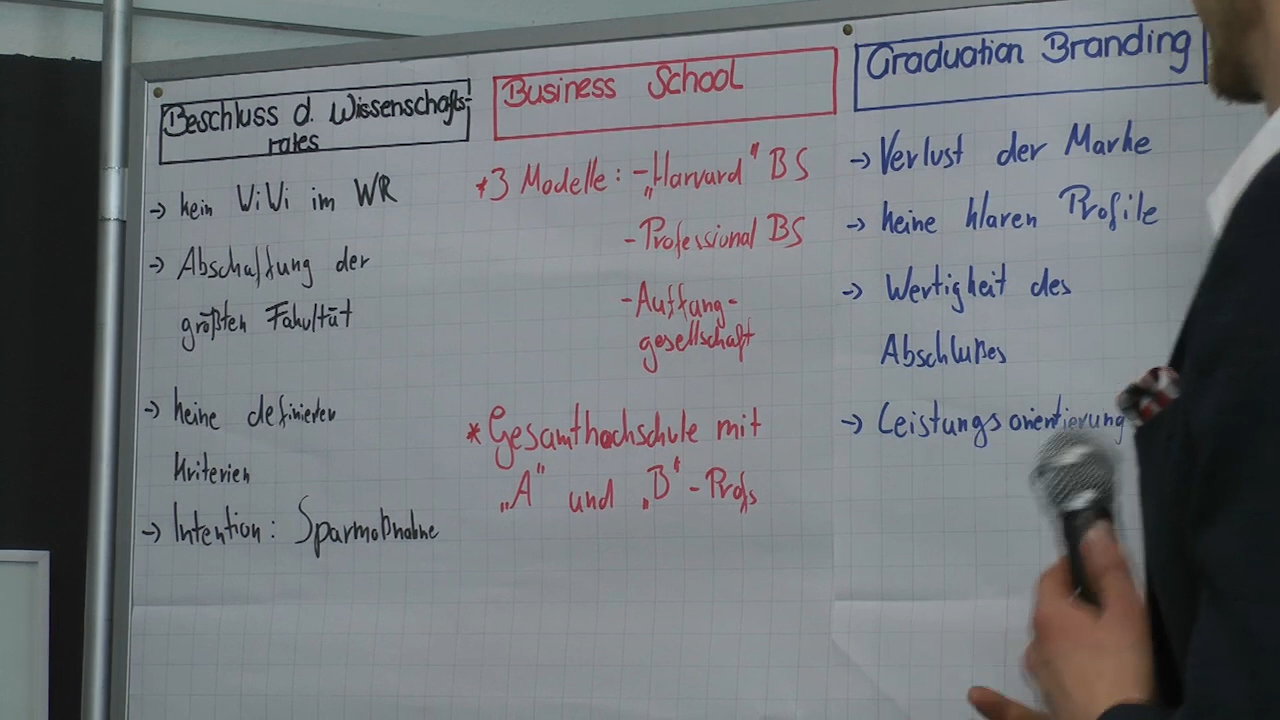 Beschluss d. Wissenschafts-
rates
→ kein ViVi im WR
→ Abschaffung der
größten Fakultät
→ keine definierten
Kriterien
→ Intention: Sparmaßnahme
Business School
*3 Modelle: - „Harvard" BS
- Professional BS
- Auffang-
gesellschaft
* Gesamthochschule mit
„A" und „B"-Profs
Graduation Branding
→ Verlust der Marke
→ keine klaren Profile
→ Wertigkeit des
Abschlußes
→ Leistungsorientierung